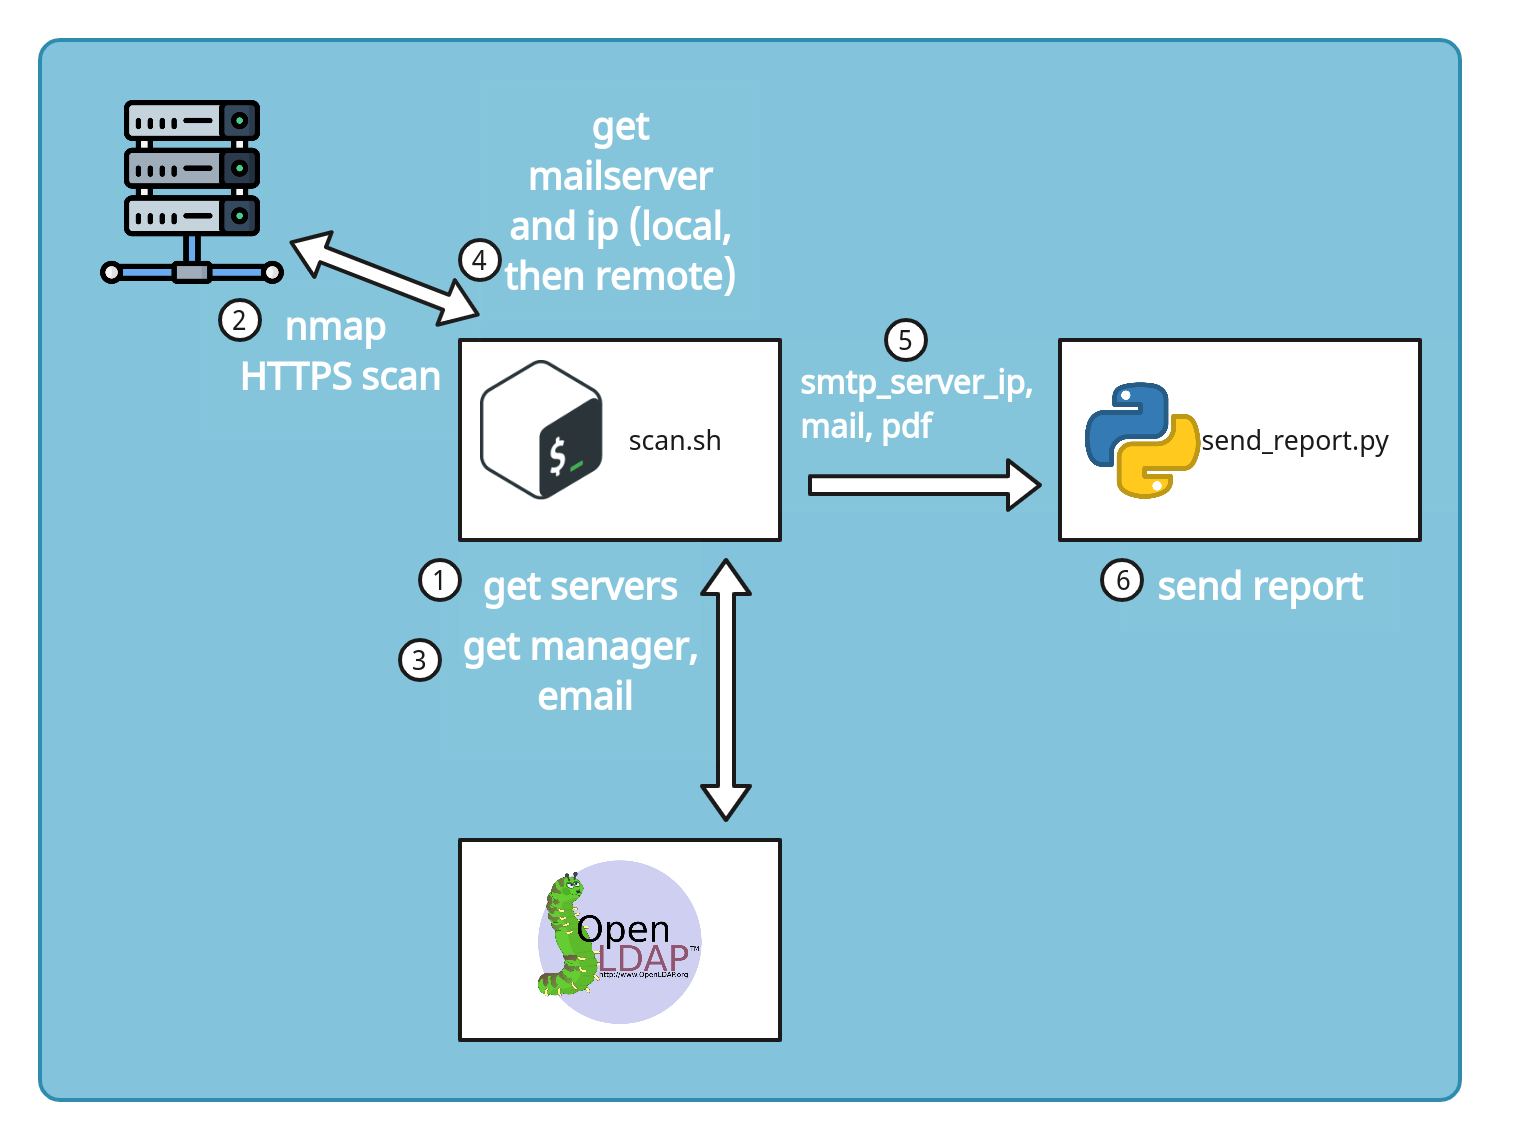 get
mailserver
and ip (local,
then remote)
4
2
nmap
HTTPS scan
$_
scan.sh
5
smtp_server_ip,
mail, pdf
send_report.py
1
get servers
3
get manager,
email
6
send report
Open
LDAP™
http://www.OpenLDAP.org